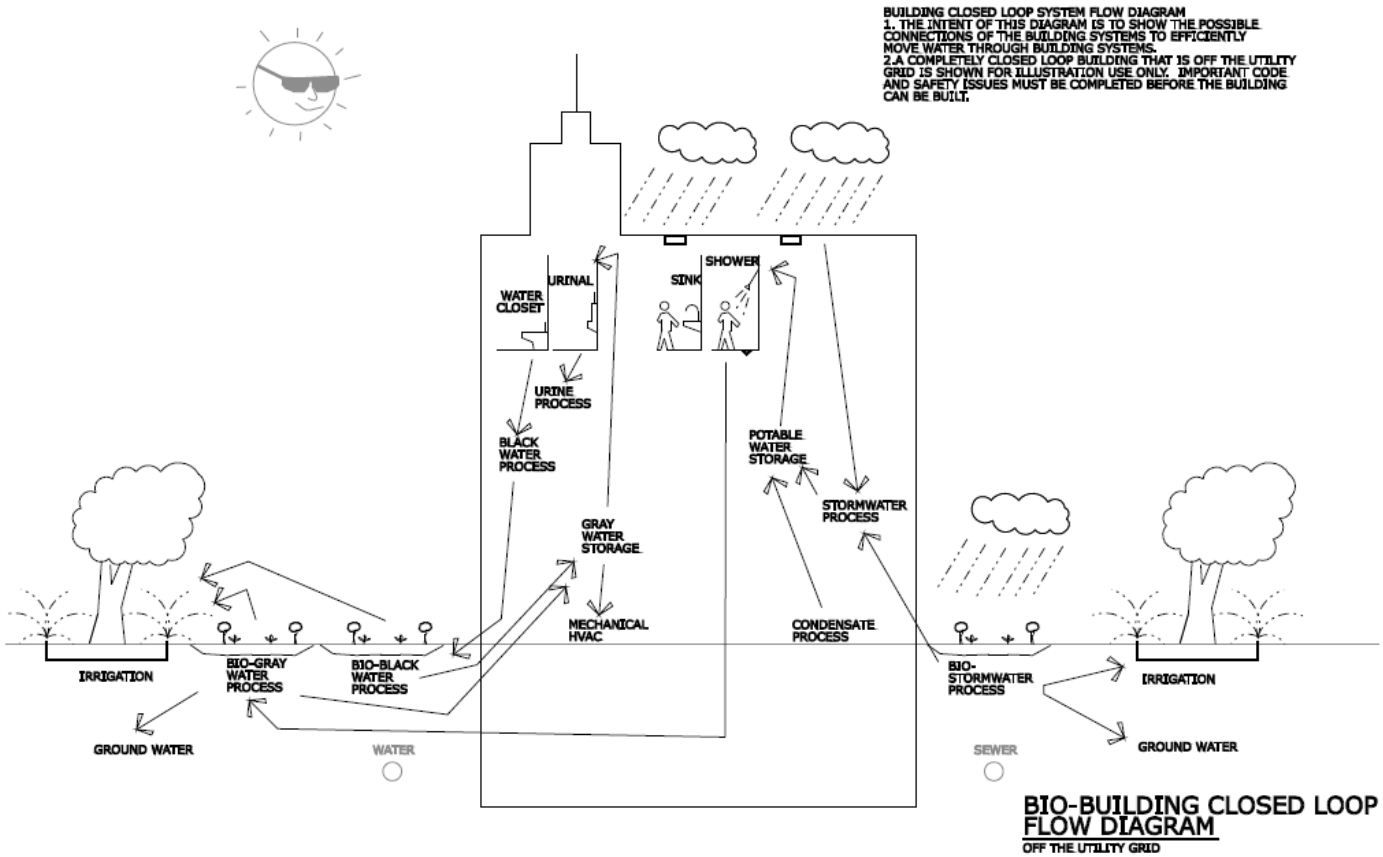 BUILDING CLOSED LOOP SYSTEM FLOW DIAGRAM
1. THE INTENT OF THIS DIAGRAM IS TO SHOW THE POSSIBLE
CONNECTIONS OF THE BUILDING SYSTEMS TO EFFICIENTLY
MOVE WATER THROUGH BUILDING SYSTEMS.
2.A COMPLETELY CLOSED LOOP BUILDING THAT IS OFF THE UTILITY
GRID IS SHOWN FOR ILLUSTRATION USE ONLY. IMPORTANT CODE
AND SAFETY ISSUES MUST BE COMPLETED BEFORE THE BUILDING
CAN BE BUILT.
WATER
CLOSET
URINAL
SINK
SHOWER
URINE
PROCESS
BLACK
WATER
PROCESS
POTABLE
WATER
STORAGE
STORMWATER
PROCESS
GRAY
WATER
STORAGE
MECHANICAL
HVAC
CONDENSATE
PROCESS
IRRIGATION
BIO-GRAY
WATER
PROCESS
BIO-BLACK
WATER
PROCESS
BIO-
STORMWATER
PROCESS
IRRIGATION
GROUND WATER
WATER
SEWER
GROUND WATER
BIO-BUILDING CLOSED LOOP
FLOW DIAGRAM
OFF THE UTILITY GRID